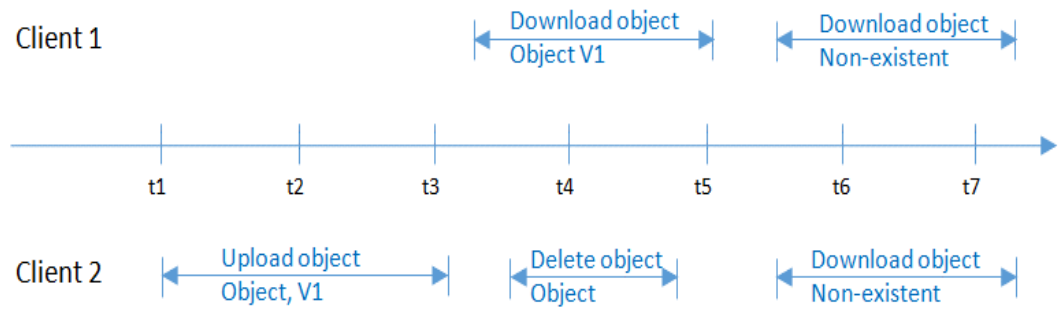 Client 1
Download object
Object V1
Download object
Non-existent
t1 t2 t3 t4 t5 t6 t7
Client 2
Upload object
Object, V1
Delete object
Object
Download object
Non-existent